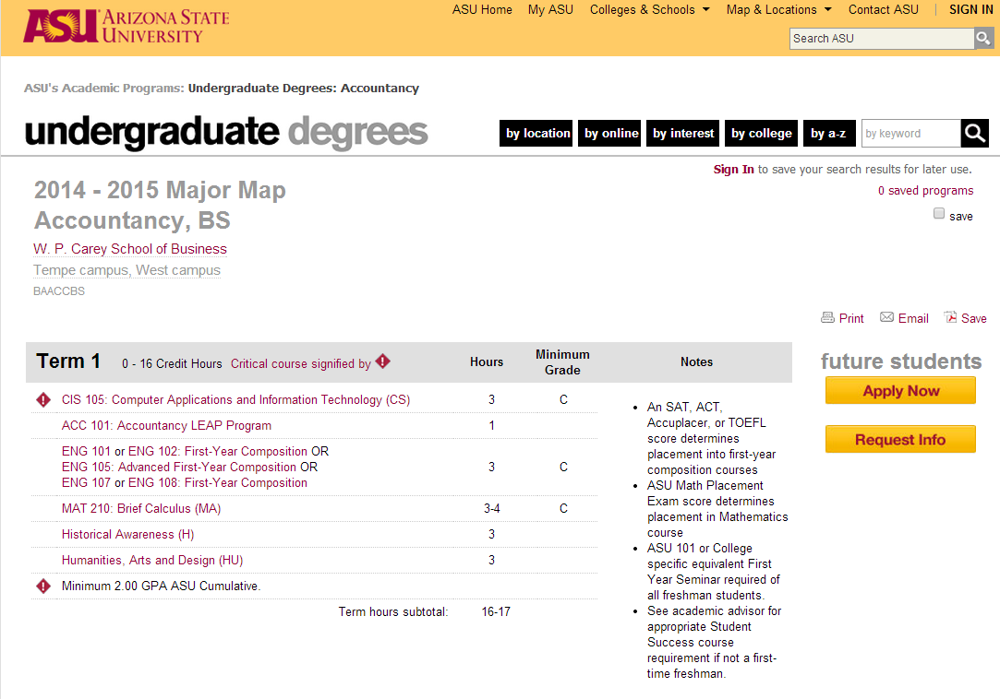 ASU Home My ASU Colleges & Schools Map & Locations Contact ASU SIGN IN
ASU ARIZONA STATE
UNIVERSITY
Search ASU
ASU's Academic Programs: Undergraduate Degrees: Accountancy
undergraduate degrees
by location by online by interest by college by a-z by keyword
Sign In to save your search results for later use.
0 saved programs
save
2014 - 2015 Major Map
Accountancy, BS
W. P. Carey School of Business
Tempe campus, West campus
BAACCBS
Print Email Save
Term 1 0 - 16 Credit Hours Critical course signified by Hours Minimum Grade Notes
CIS 105: Computer Applications and Information Technology (CS) 3 C
ACC 101: Accountancy LEAP Program 1
ENG 101 or ENG 102: First-Year Composition OR
ENG 105: Advanced First-Year Composition OR 3 C
ENG 107 or ENG 108: First-Year Composition
MAT 210: Brief Calculus (MA) 3-4 C
Historical Awareness (H) 3
Humanities, Arts and Design (HU) 3
Minimum 2.00 GPA ASU Cumulative.
Term hours subtotal: 16-17
• An SAT, ACT,
Accuplacer, or TOEFL
score determines
placement into first-year
composition courses
• ASU Math Placement
Exam score determines
placement in Mathematics
course
• ASU 101 or College
specific equivalent First
Year Seminar required of
all freshman students.
• See academic advisor for
appropriate Student
Success course
requirement if not a first-
time freshman.
future students
Apply Now
Request Info